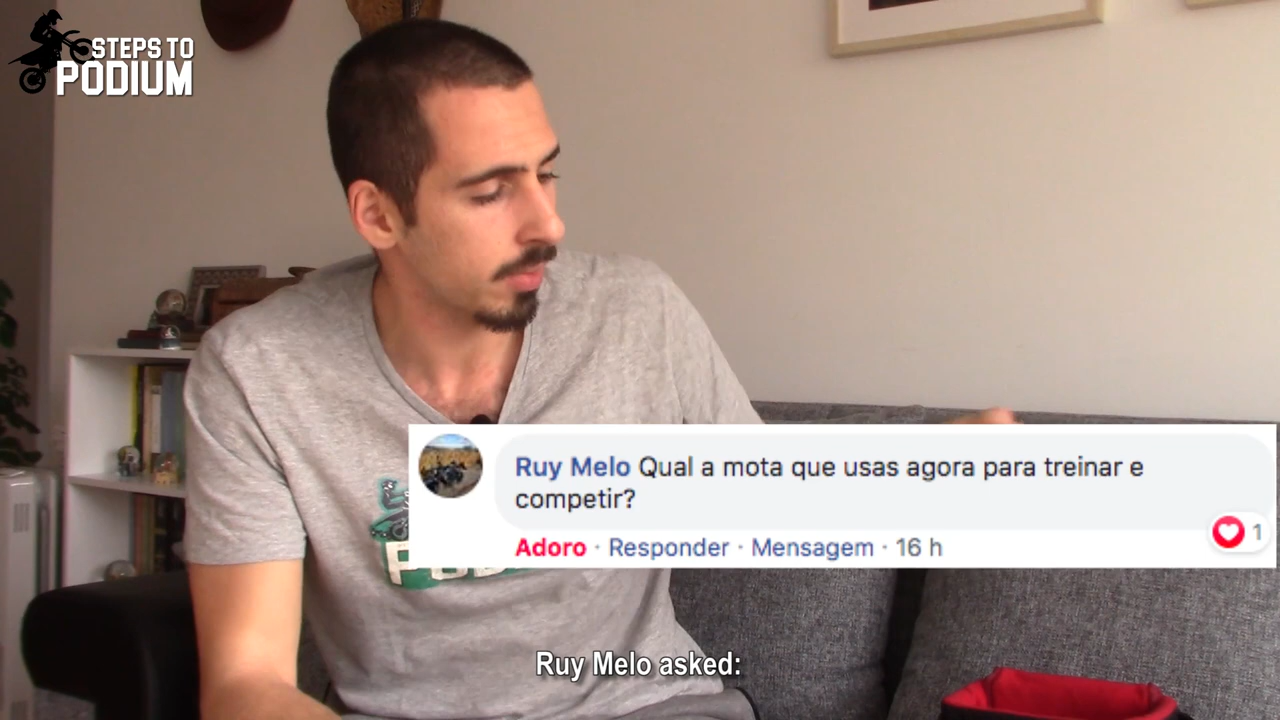 STEPS TO
PODIUM
Ruy Melo Qual a mota que usas agora para treinar e
competir?
Adoro · Responder · Mensagem · 16 h
1
Ruy Melo asked: